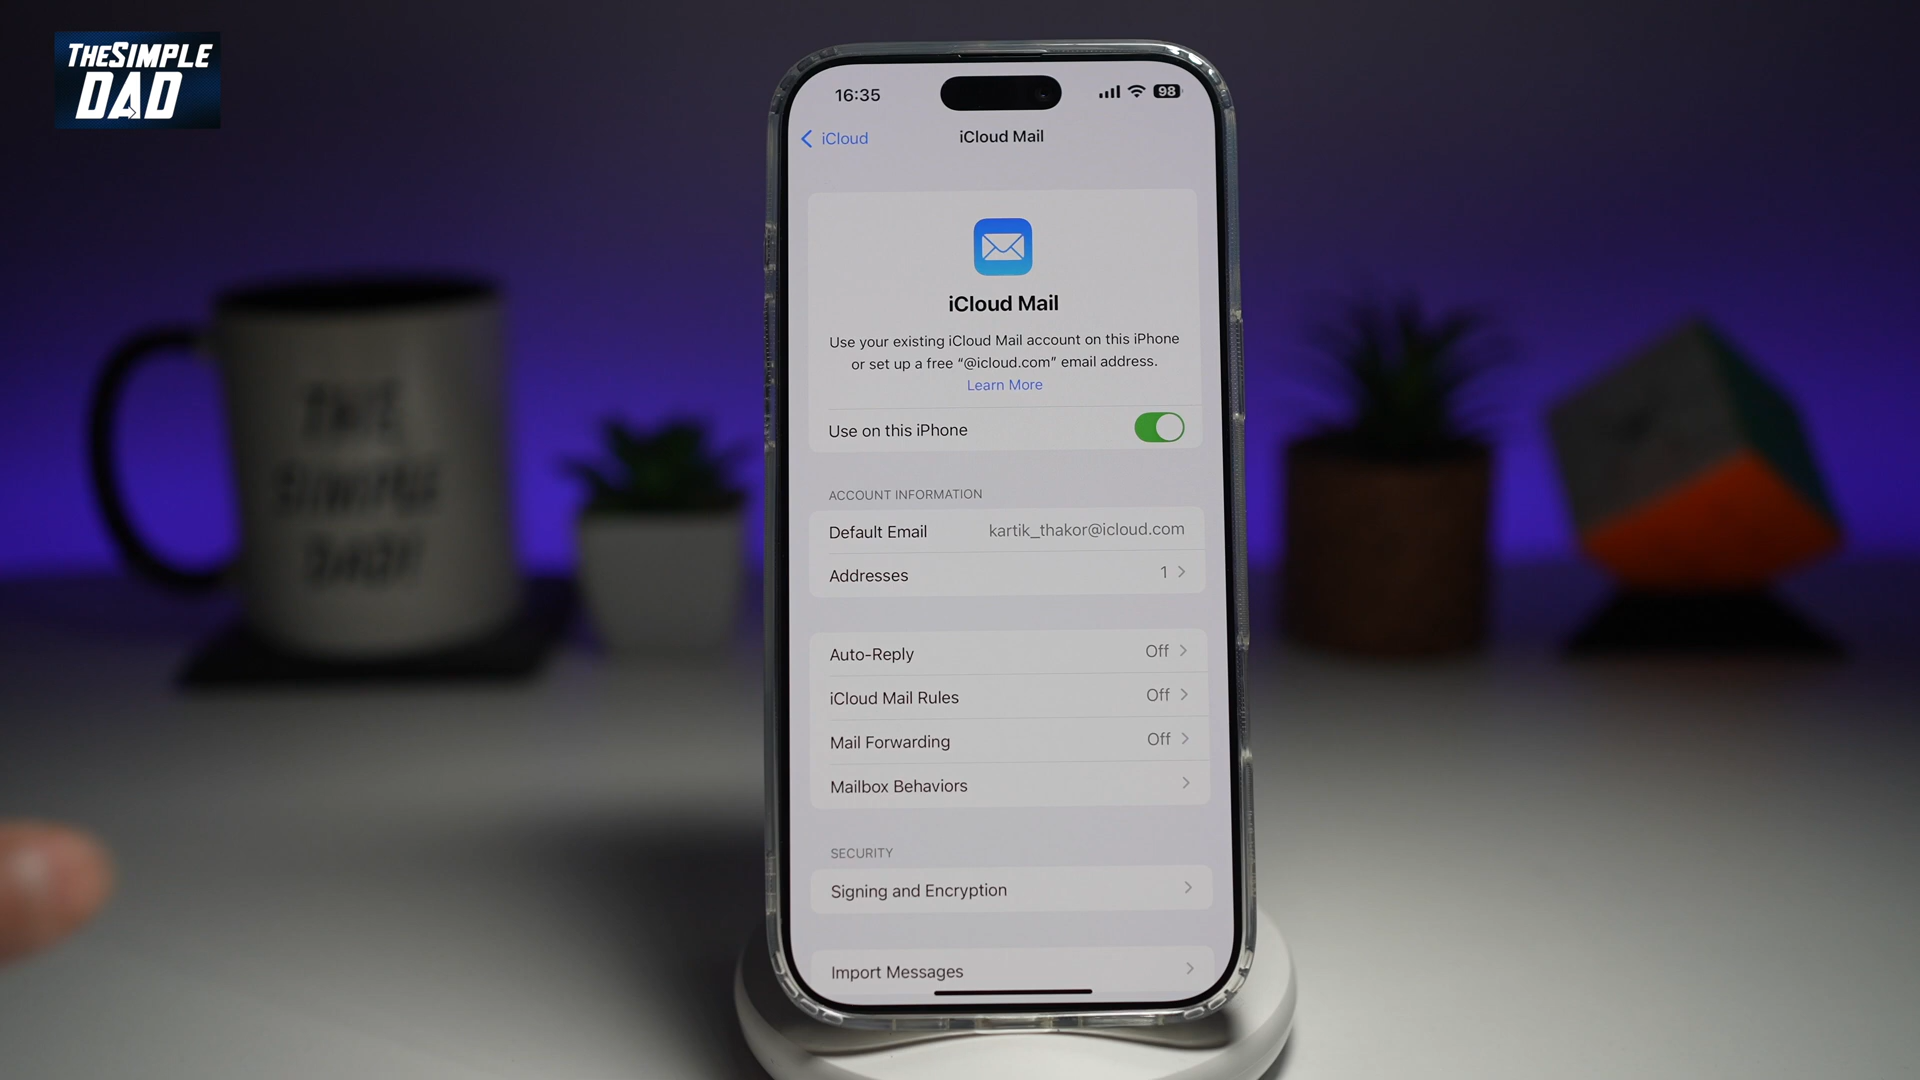 THESIMPLE
DAD
16:35
98
iCloud
iCloud Mail
iCloud Mail
Use your existing iCloud Mail account on this iPhone
or set up a free “@icloud.com” email address.
Learn More
Use on this iPhone
ACCOUNT INFORMATION
Default Email kartik_thakor@icloud.com
Addresses 1
Auto-Reply Off
iCloud Mail Rules Off
Mail Forwarding Off
Mailbox Behaviors
SECURITY
Signing and Encryption
Import Messages
THE
SIMPLE
DAD!